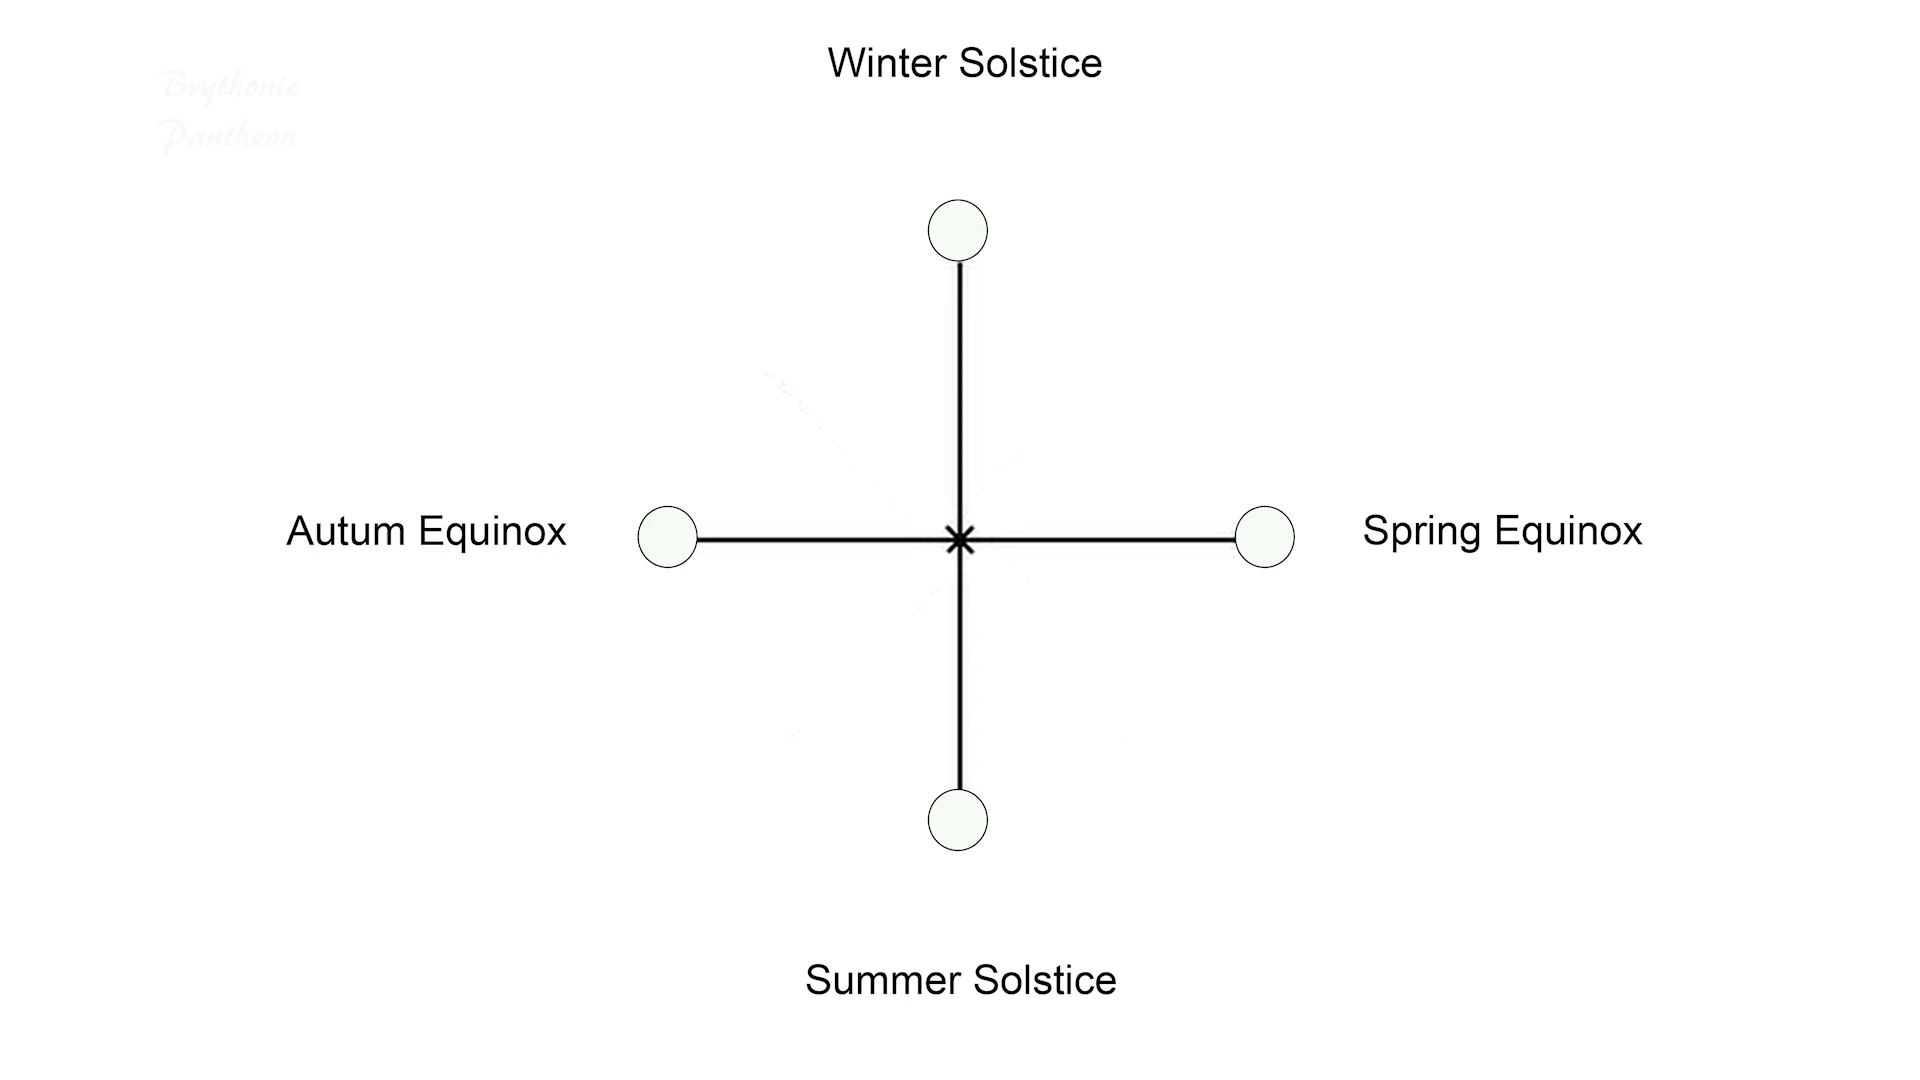 Winter Solstice
Brythonic
Pantheon
Autum Equinox
Spring Equinox
Summer Solstice